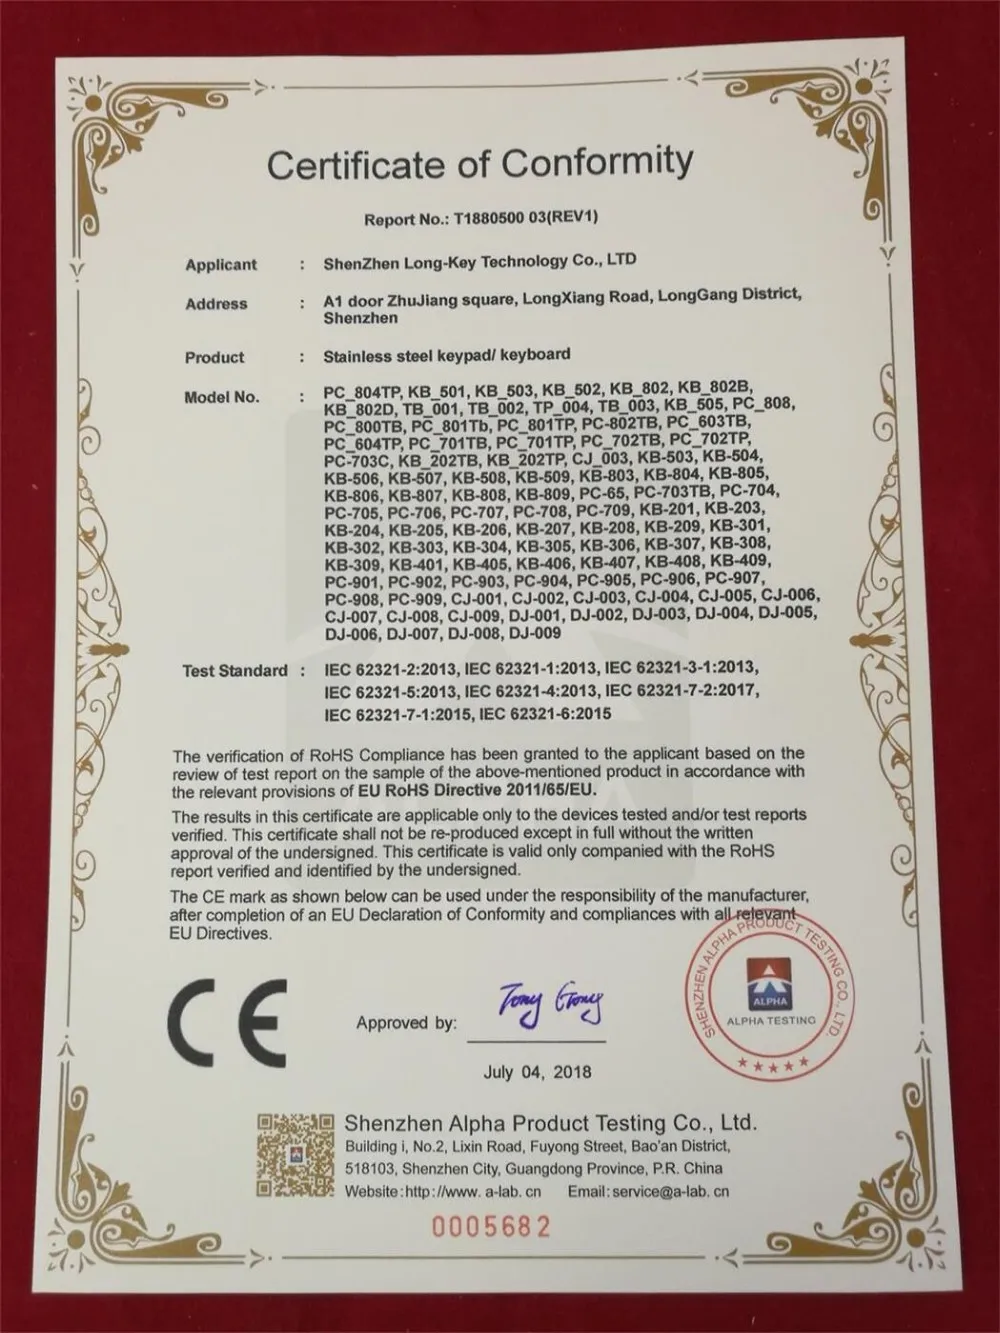 Certificate of Conformity
Report No.: T1880500 03(REV1)
Applicant : ShenZhen Long-Key Technology Co., LTD
Address : A1 door ZhuJiang square, LongXiang Road, LongGang District,
Shenzhen
Product : Stainless steel keypad/ keyboard
Model No. : PC_804TP, KB_501, KB_503, KB_502, KB_802, KB_802B,
KB_802D, TB_001, TB_002, TP_004, TB_003, KB_505, PC_808,
PC_800TB, PC_801Tb, PC_801TP, PC-802TB, PC_603TB,
PC_604TP, PC_701TB, PC_701TP, PC_702TB, PC_702TP,
PC-703C, KB_202TB, KB_202TP, CJ_003, KB-503, KB-504,
KB-506, KB-507, KB-508, KB-509, KB-803, KB-804, KB-805,
KB-806, KB-807, KB-808, KB-809, PC-65, PC-703TB, PC-704,
PC-705, PC-706, PC-707, PC-708, PC-709, KB-201, KB-203,
KB-204, KB-205, KB-206, KB-207, KB-208, KB-209, KB-301,
KB-302, KB-303, KB-304, KB-305, KB-306, KB-307, KB-308,
KB-309, KB-401, KB-405, KB-406, KB-407, KB-408, KB-409,
PC-901, PC-902, PC-903, PC-904, PC-905, PC-906, PC-907,
PC-908, PC-909, CJ-001, CJ-002, CJ-003, CJ-004, CJ-005, CJ-006,
CJ-007, CJ-008, CJ-009, DJ-001, DJ-002, DJ-003, DJ-004, DJ-005,
DJ-006, DJ-007, DJ-008, DJ-009
Test Standard : IEC 62321-2:2013, IEC 62321-1:2013, IEC 62321-3-1:2013,
IEC 62321-5:2013, IEC 62321-4:2013, IEC 62321-7-2:2017,
IEC 62321-7-1:2015, IEC 62321-6:2015
The verification of RoHS Compliance has been granted to the applicant based on the
review of test report on the sample of the above-mentioned product in accordance with
the relevant provisions of EU RoHS Directive 2011/65/EU.
The results in this certificate are applicable only to the devices tested and/or test reports
verified. This certificate shall not be re-produced except in full without the written
approval of the undersigned. This certificate is valid only companied with the RoHS
report verified and identified by the undersigned.
The CE mark as shown below can be used under the responsibility of the manufacturer,
after completion of an EU Declaration of Conformity and compliances with all relevant
EU Directives.
CE
Approved by:
July 04, 2018
SHENZHEN ALPHA PRODUCT TESTING CO., LTD.
ALPHA
ALPHA TESTING
Shenzhen Alpha Product Testing Co., Ltd.
Building i, No.2, Lixin Road, Fuyong Street, Bao'an District,
518103, Shenzhen City, Guangdong Province, P.R. China
Website:http://www. a-lab. cn Email:service@a-lab. cn
0005682